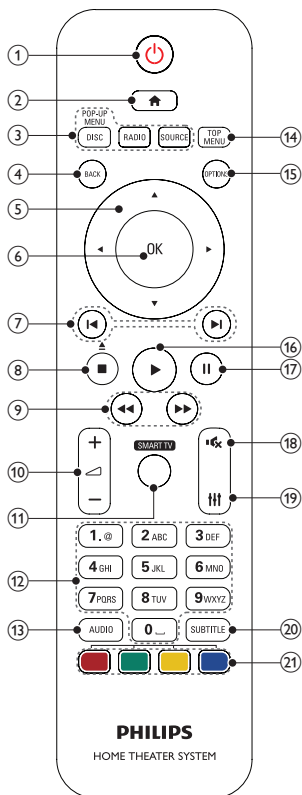 1
2
POP-UP
MENU
3 DISC RADIO SOURCE TOP
MENU 14
4 BACK OPTIONS 15
5
6 OK
7
16
8 17
9
+ SMART TV 18
10
− 19
11
1.@ 2 ABC 3 DEF
12 4 GHI 5 JKL 6 MNO
7 PQRS 8 TUV 9 WXYZ
13 AUDIO 0 SUBTITLE 20
21
PHILIPS
HOME THEATER SYSTEM